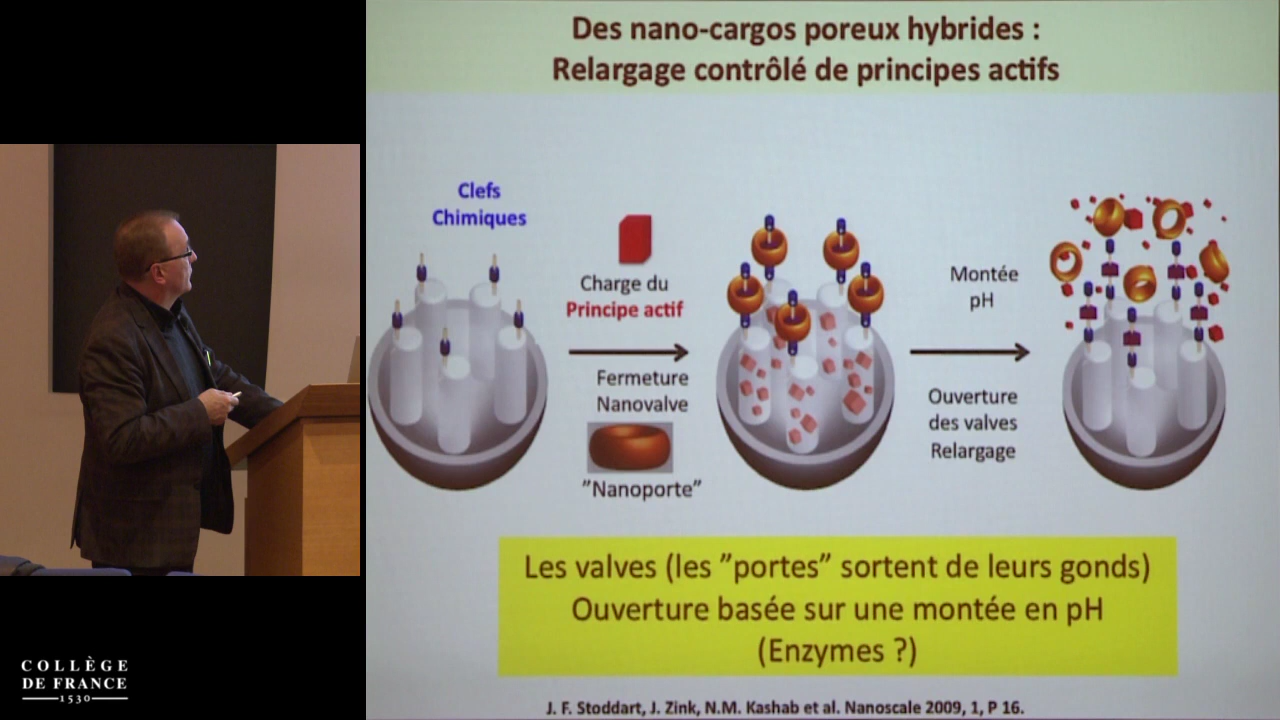 Des nano-cargos poreux hybrides :
Relargage contrôlé de principes actifs
Clefs
Chimiques
Charge du
Principe actif
Fermeture
Nanovalve
”Nanoporte”
Montée
pH
Ouverture
des valves
Relargage
Les valves (les ”portes” sortent de leurs gonds)
Ouverture basée sur une montée en pH
(Enzymes ?)
J. F. Stoddart, J. Zink, N.M. Kashab et al. Nanoscale 2009, 1, P 16.
COLLÈGE
DE FRANCE
1530